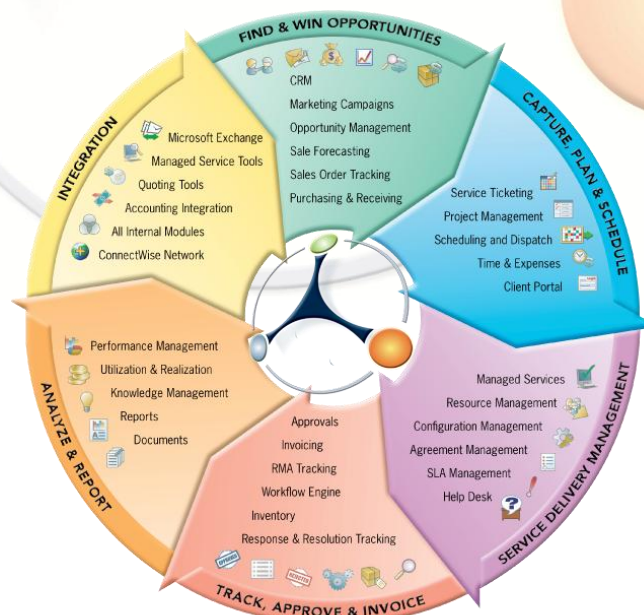 FIND & WIN OPPORTUNITIES
CRM
Marketing Campaigns
Opportunity Management
Sale Forecasting
Sales Order Tracking
Purchasing & Receiving
CAPTURE, PLAN & SCHEDULE
Service Ticketing
Project Management
Scheduling and Dispatch
Time & Expenses
Client Portal
SERVICE DELIVERY MANAGEMENT
Managed Services
Resource Management
Configuration Management
Agreement Management
SLA Management
Help Desk
TRACK, APPROVE & INVOICE
Approvals
Invoicing
RMA Tracking
Workflow Engine
Inventory
Response & Resolution Tracking
APPROVED
REJECTED
ANALYZE & REPORT
Performance Management
Utilization & Realization
Knowledge Management
Reports
Documents
INTEGRATION
Microsoft Exchange
Managed Service Tools
Quoting Tools
Accounting Integration
All Internal Modules
ConnectWise Network